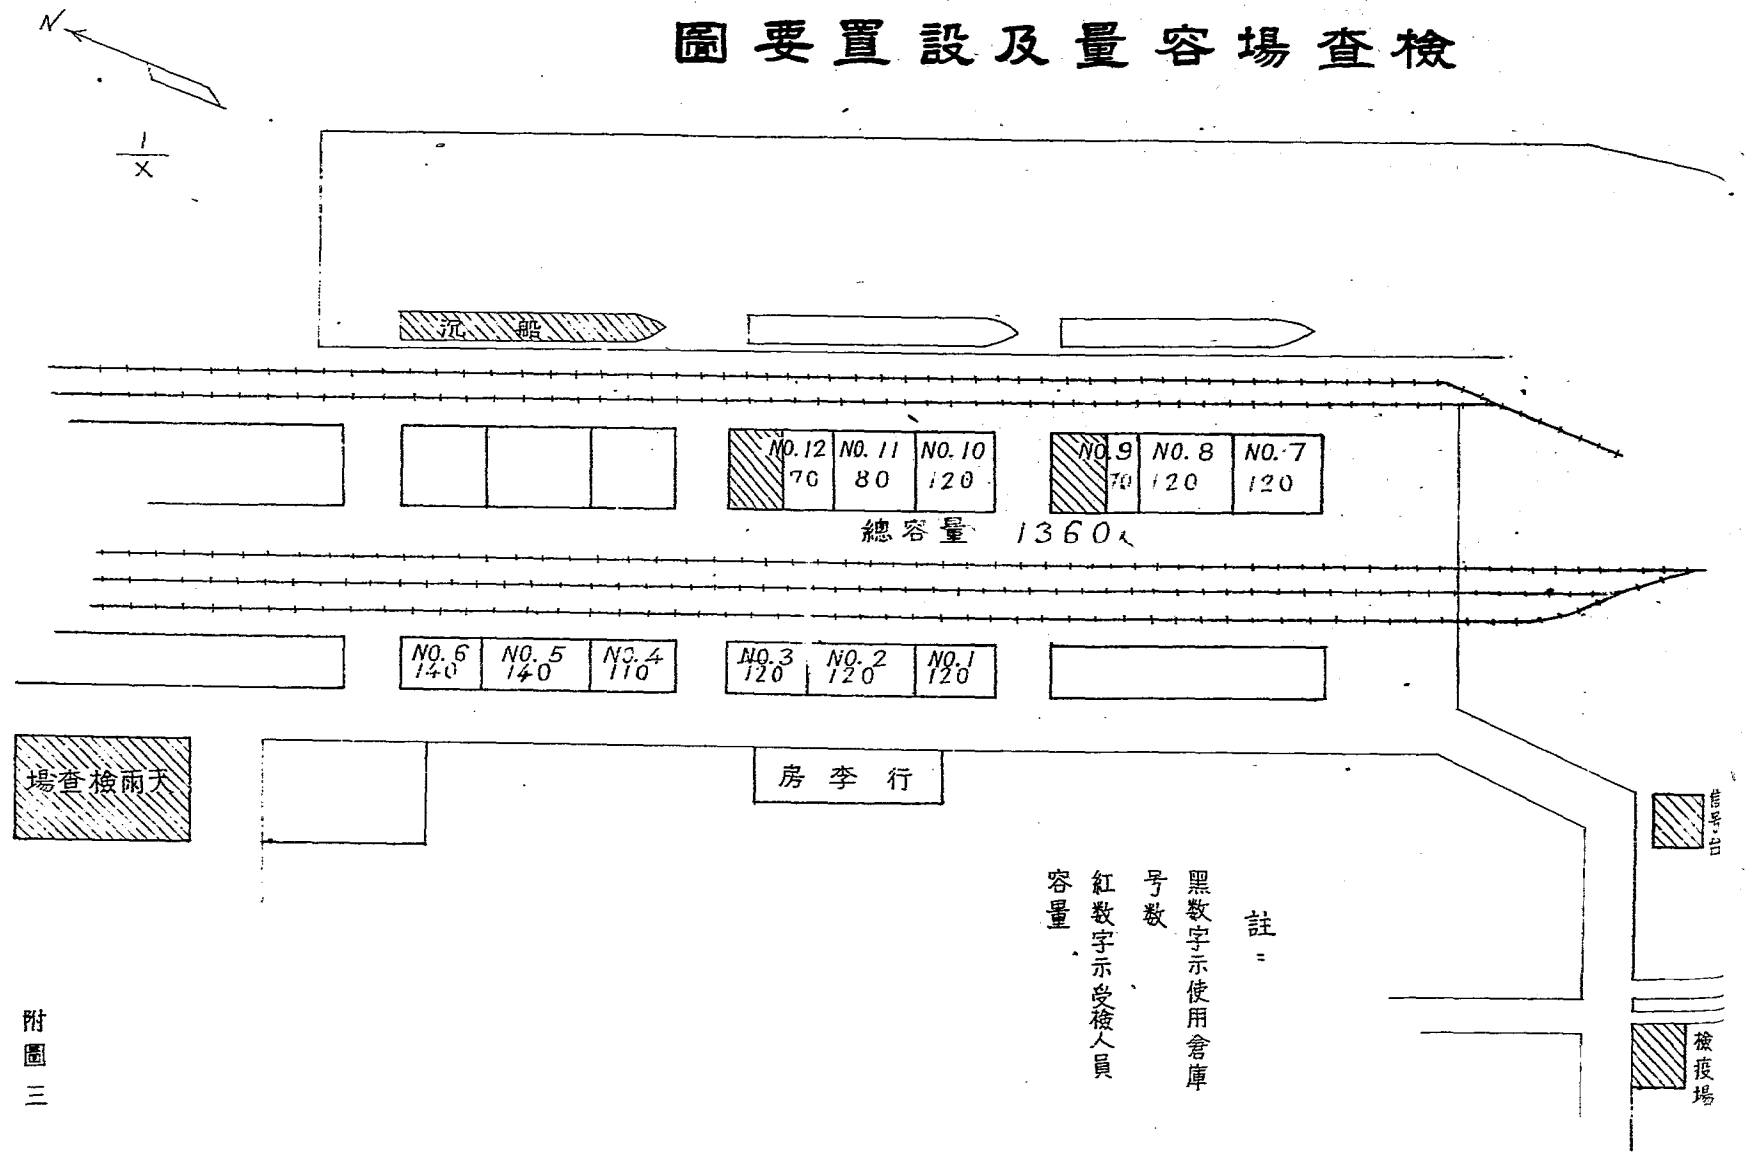 檢查場容量及設置要圖
N
1
X
沉船
NO.12 NO.11 NO.10
70 80 120
NO.9 NO.8 NO.7
70 120 120
總容量 1360人
NO.6 NO.5 NO.4
140 140 110
NO.3 NO.2 NO.1
120 120 120
天雨檢查場
行李房
信号台
註=
黑数字示使用倉庫
号数
紅数字示受檢人員
容量
檢疫場
附圖三